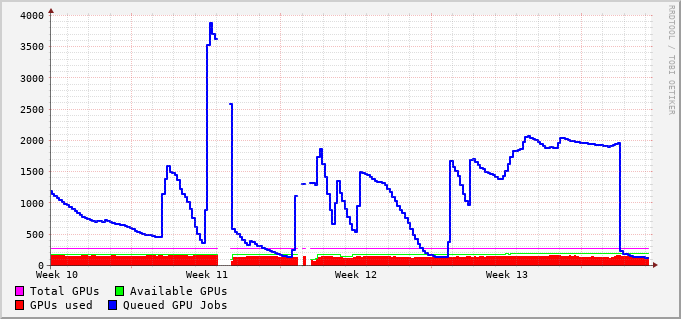 4000
3500
3000
2500
2000
1500
1000
500
0
Week 10 Week 11 Week 12 Week 13
Total GPUs Available GPUs
GPUs used Queued GPU Jobs
RRDTOOL / TOBI OETIKER